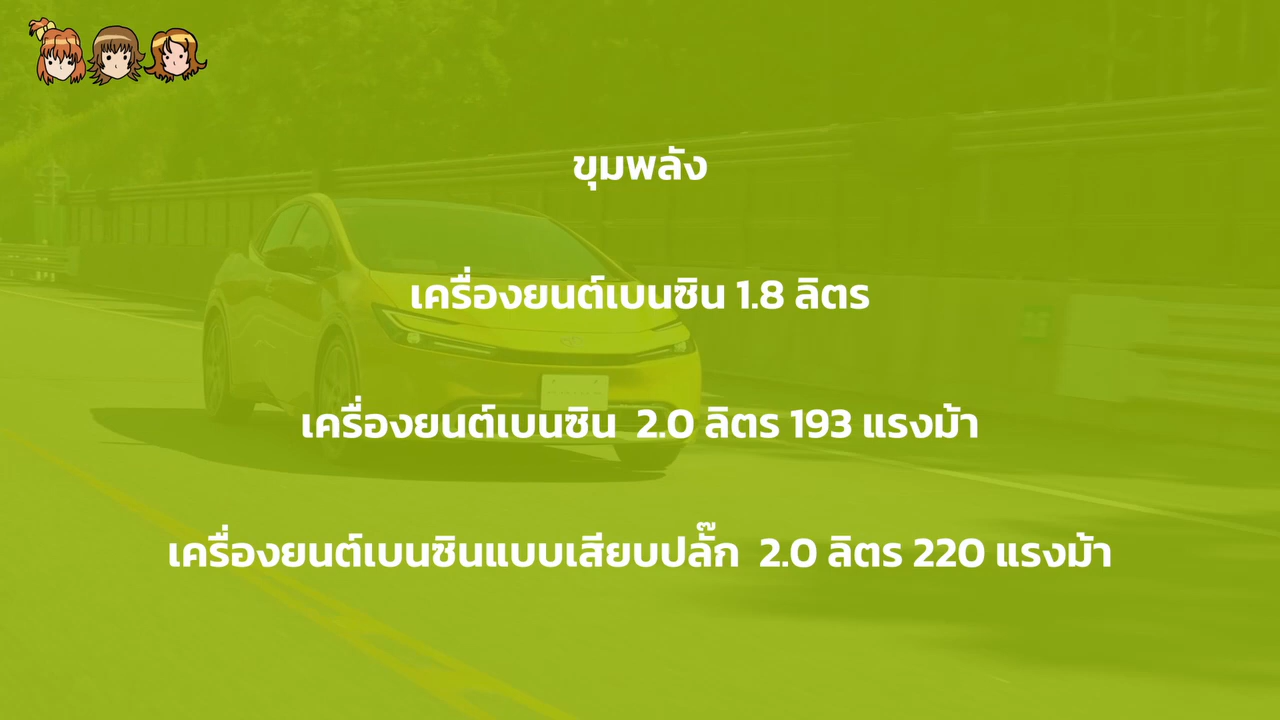 ขุมพลัง
เครื่องยนต์เบนซิน 1.8 ลิตร
เครื่องยนต์เบนซิน 2.0 ลิตร 193 แรงม้า
เครื่องยนต์เบนซินแบบเสียบปลั๊ก 2.0 ลิตร 220 แรงม้า